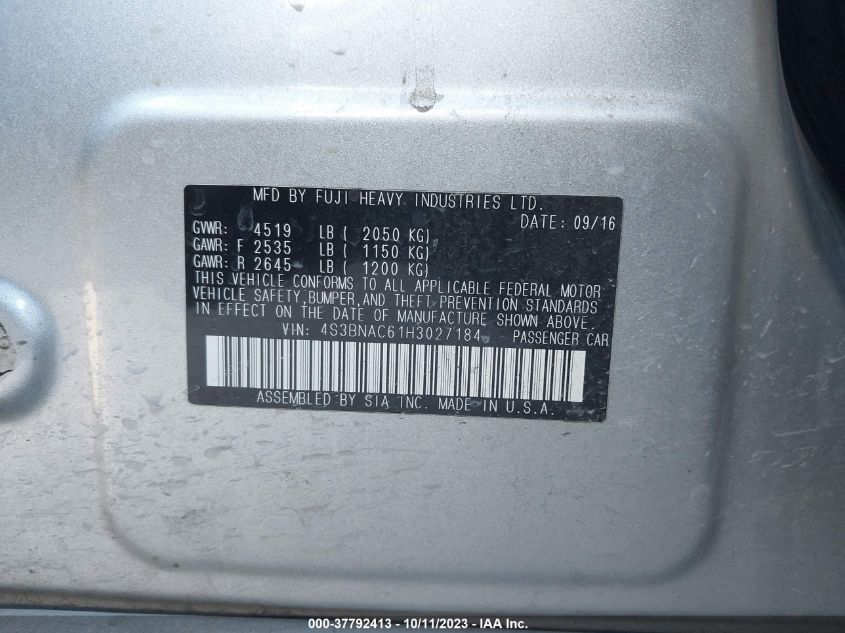 MFD BY FUJI HEAVY INDUSTRIES LTD.
DATE: 09/16
GVWR: 4519 LB ( 2050 KG)
GAWR: F 2535 LB ( 1150 KG)
GAWR: R 2645 LB ( 1200 KG)
THIS VEHICLE CONFORMS TO ALL APPLICABLE FEDERAL MOTOR
VEHICLE SAFETY,BUMPER,AND THEFT PREVENTION STANDARDS
IN EFFECT ON THE DATE OF MANUFACTURE SHOWN ABOVE.
VIN: 4S3BNAC61H3027184 PASSENGER CAR
ASSEMBLED BY SIA INC. MADE IN U.S.A.
000-37792413 - 10/11/2023 - IAA Inc.